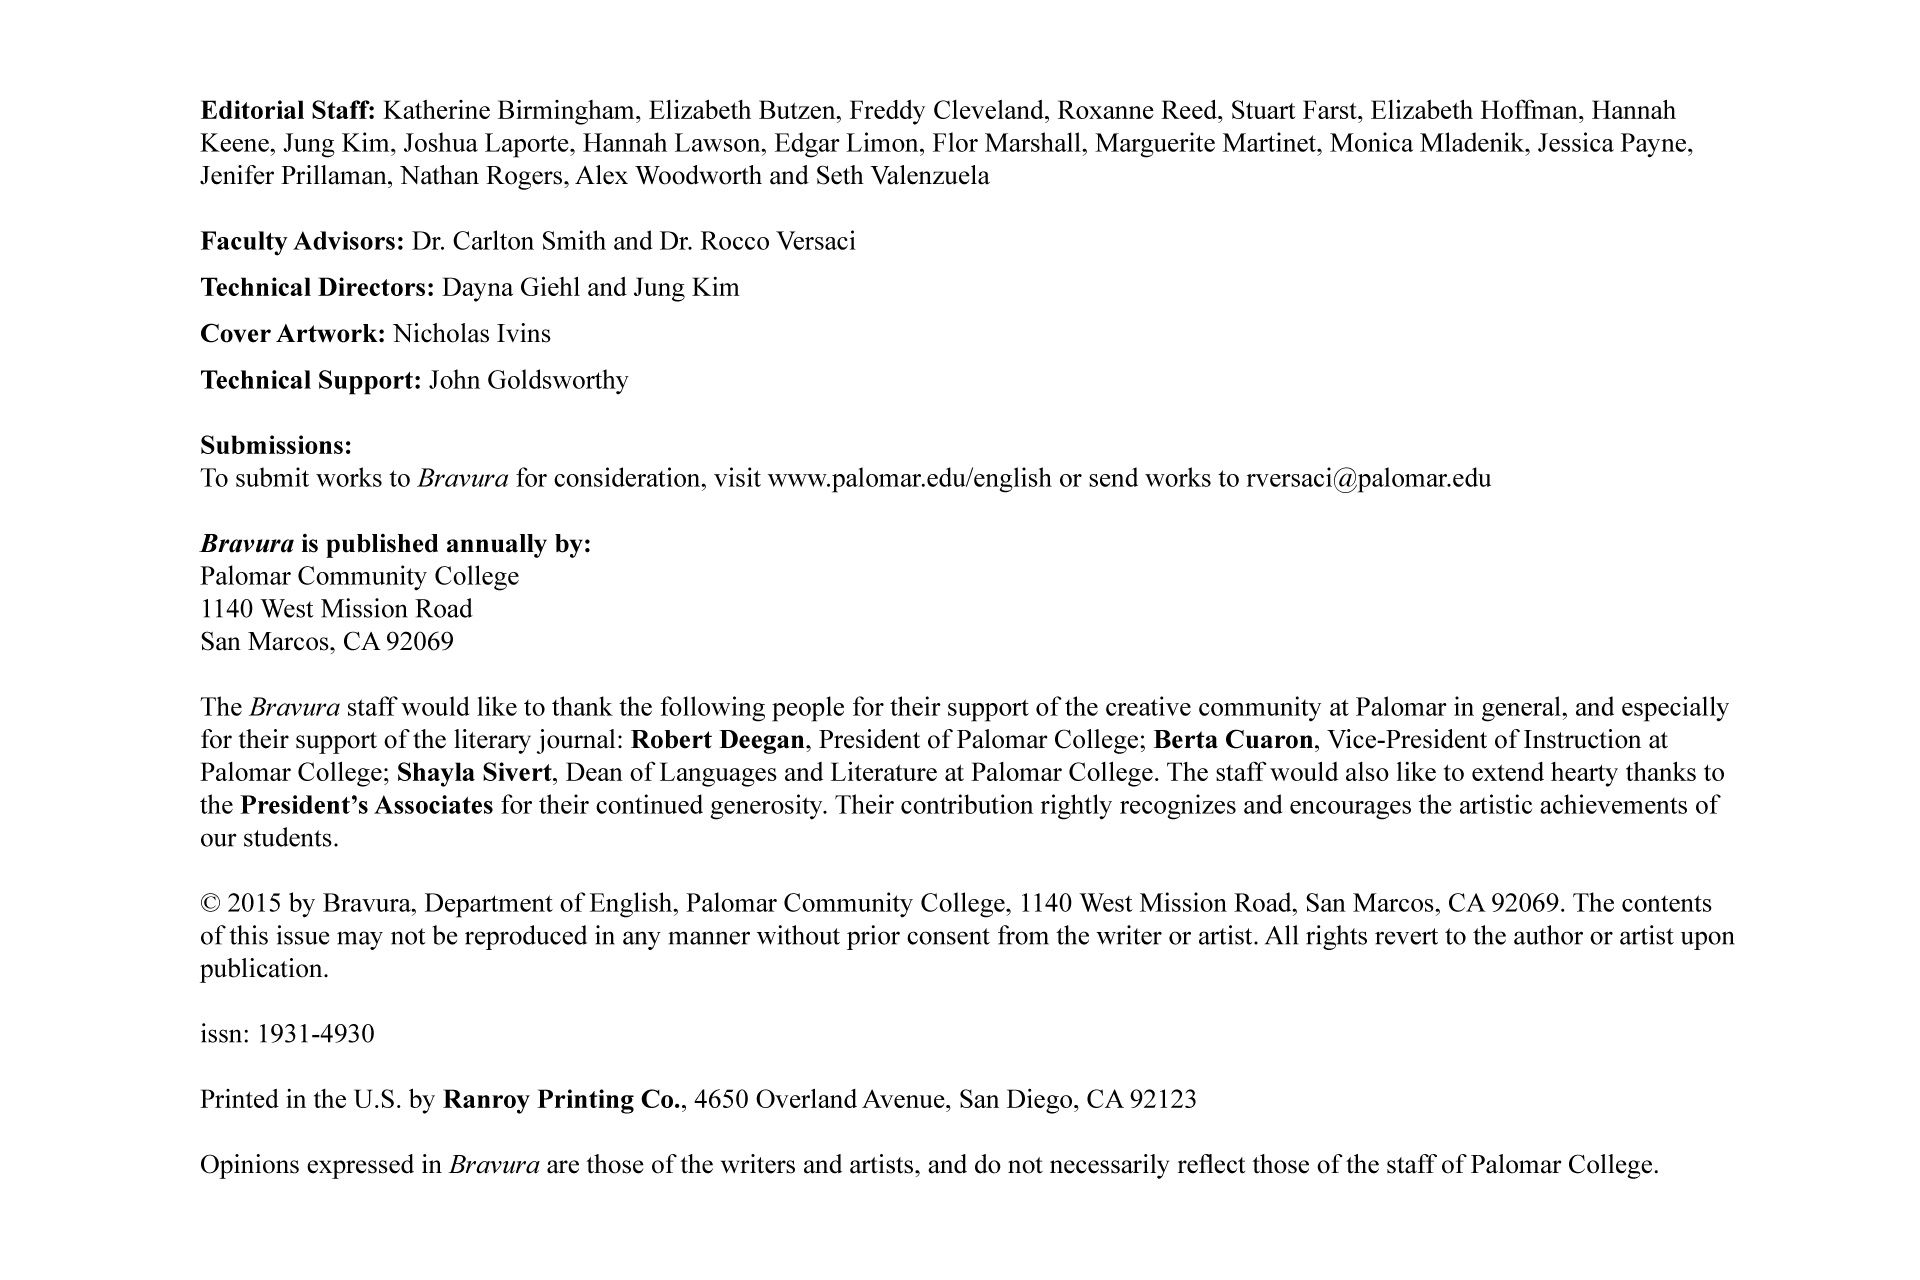 Editorial Staff: Katherine Birmingham, Elizabeth Butzen, Freddy Cleveland, Roxanne Reed, Stuart Farst, Elizabeth Hoffman, Hannah
Keene, Jung Kim, Joshua Laporte, Hannah Lawson, Edgar Limon, Flor Marshall, Marguerite Martinet, Monica Mladenik, Jessica Payne,
Jenifer Prillaman, Nathan Rogers, Alex Woodworth and Seth Valenzuela
Faculty Advisors: Dr. Carlton Smith and Dr. Rocco Versaci
Technical Directors: Dayna Giehl and Jung Kim
Cover Artwork: Nicholas Ivins
Technical Support: John Goldsworthy
Submissions:
To submit works to Bravura for consideration, visit www.palomar.edu/english or send works to rversaci@palomar.edu
Bravura is published annually by:
Palomar Community College
1140 West Mission Road
San Marcos, CA 92069
The Bravura staff would like to thank the following people for their support of the creative community at Palomar in general, and especially
for their support of the literary journal: Robert Deegan, President of Palomar College; Berta Cuaron, Vice-President of Instruction at
Palomar College; Shayla Sivert, Dean of Languages and Literature at Palomar College. The staff would also like to extend hearty thanks to
the President’s Associates for their continued generosity. Their contribution rightly recognizes and encourages the artistic achievements of
our students.
© 2015 by Bravura, Department of English, Palomar Community College, 1140 West Mission Road, San Marcos, CA 92069. The contents
of this issue may not be reproduced in any manner without prior consent from the writer or artist. All rights revert to the author or artist upon
publication.
issn: 1931-4930
Printed in the U.S. by Ranroy Printing Co., 4650 Overland Avenue, San Diego, CA 92123
Opinions expressed in Bravura are those of the writers and artists, and do not necessarily reflect those of the staff of Palomar College.